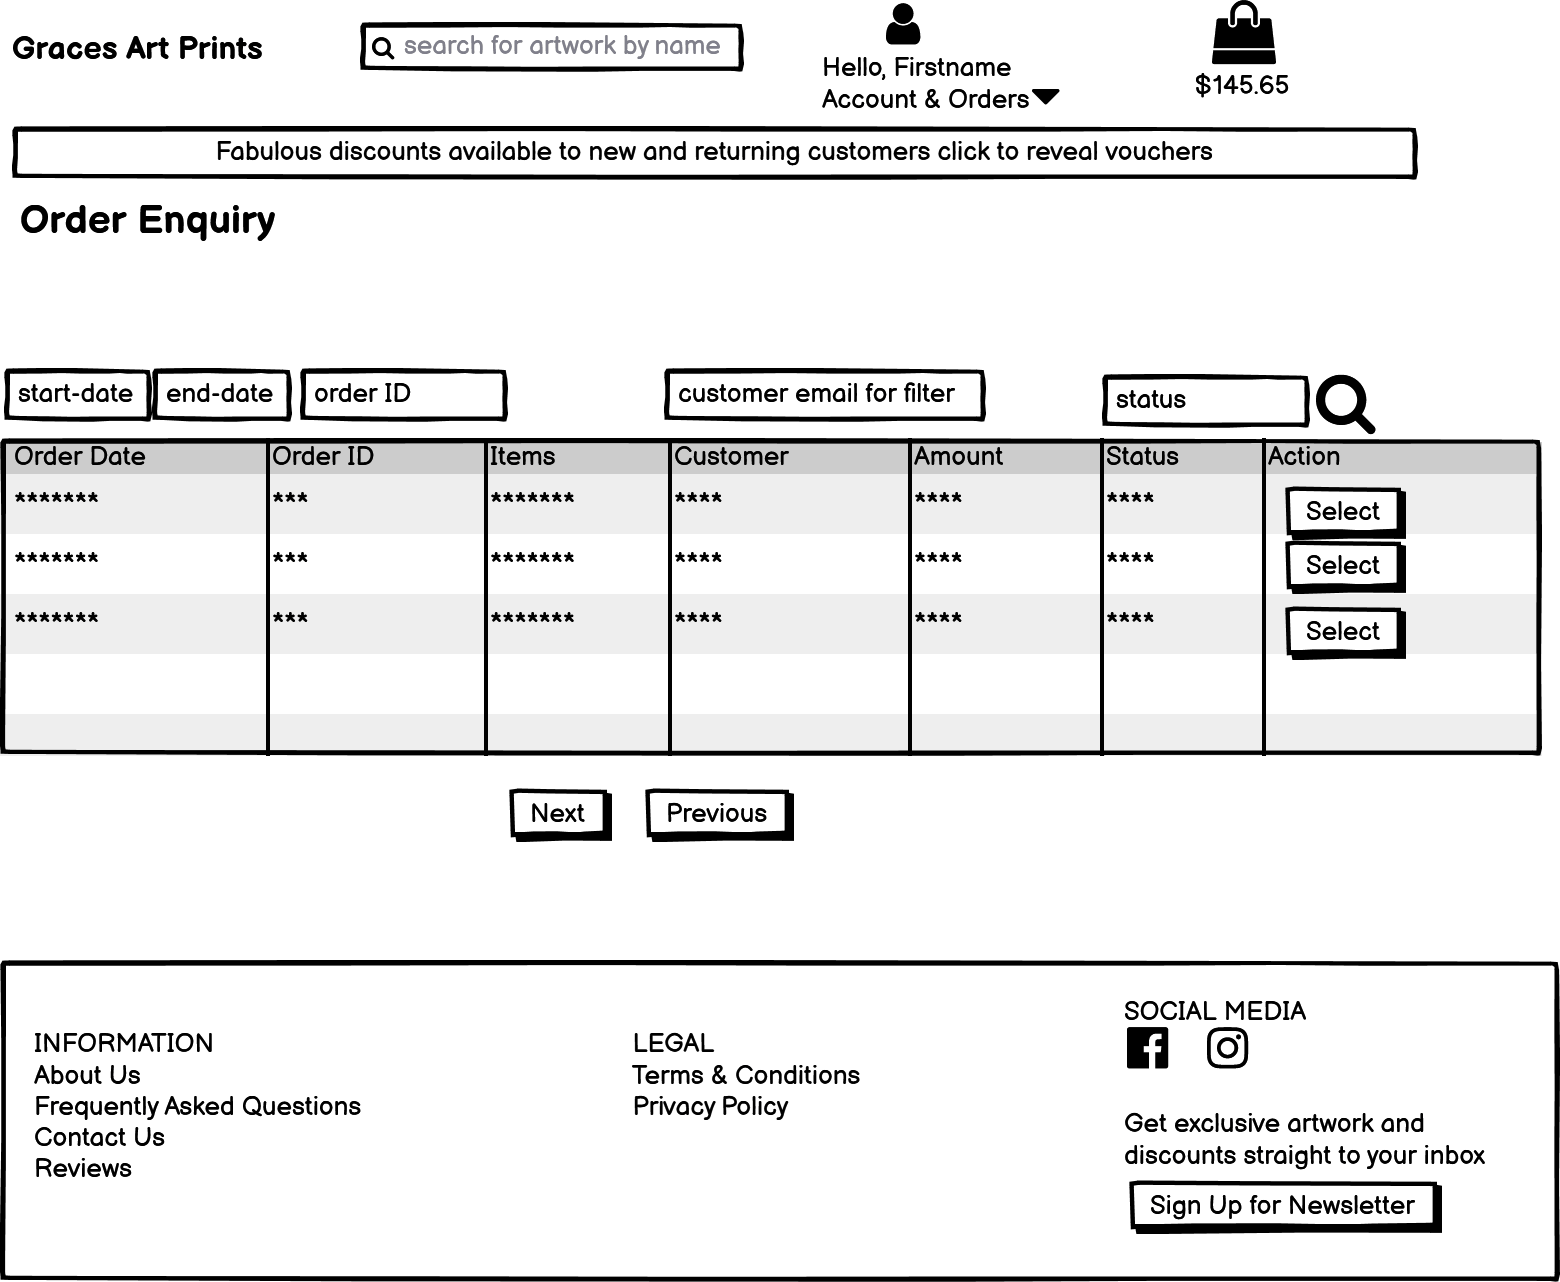 Graces Art Prints
search for artwork by name
Hello, Firstname
Account & Orders
$145.65
Fabulous discounts available to new and returning customers click to reveal vouchers
Order Enquiry
start-date end-date order ID customer email for filter status
Order Date Order ID Items Customer Amount Status Action
******* *** ******* **** **** **** Select
******* *** ******* **** **** **** Select
******* *** ******* **** **** **** Select
Next Previous
INFORMATION
About Us
Frequently Asked Questions
Contact Us
Reviews
LEGAL
Terms & Conditions
Privacy Policy
SOCIAL MEDIA
Get exclusive artwork and
discounts straight to your inbox
Sign Up for Newsletter